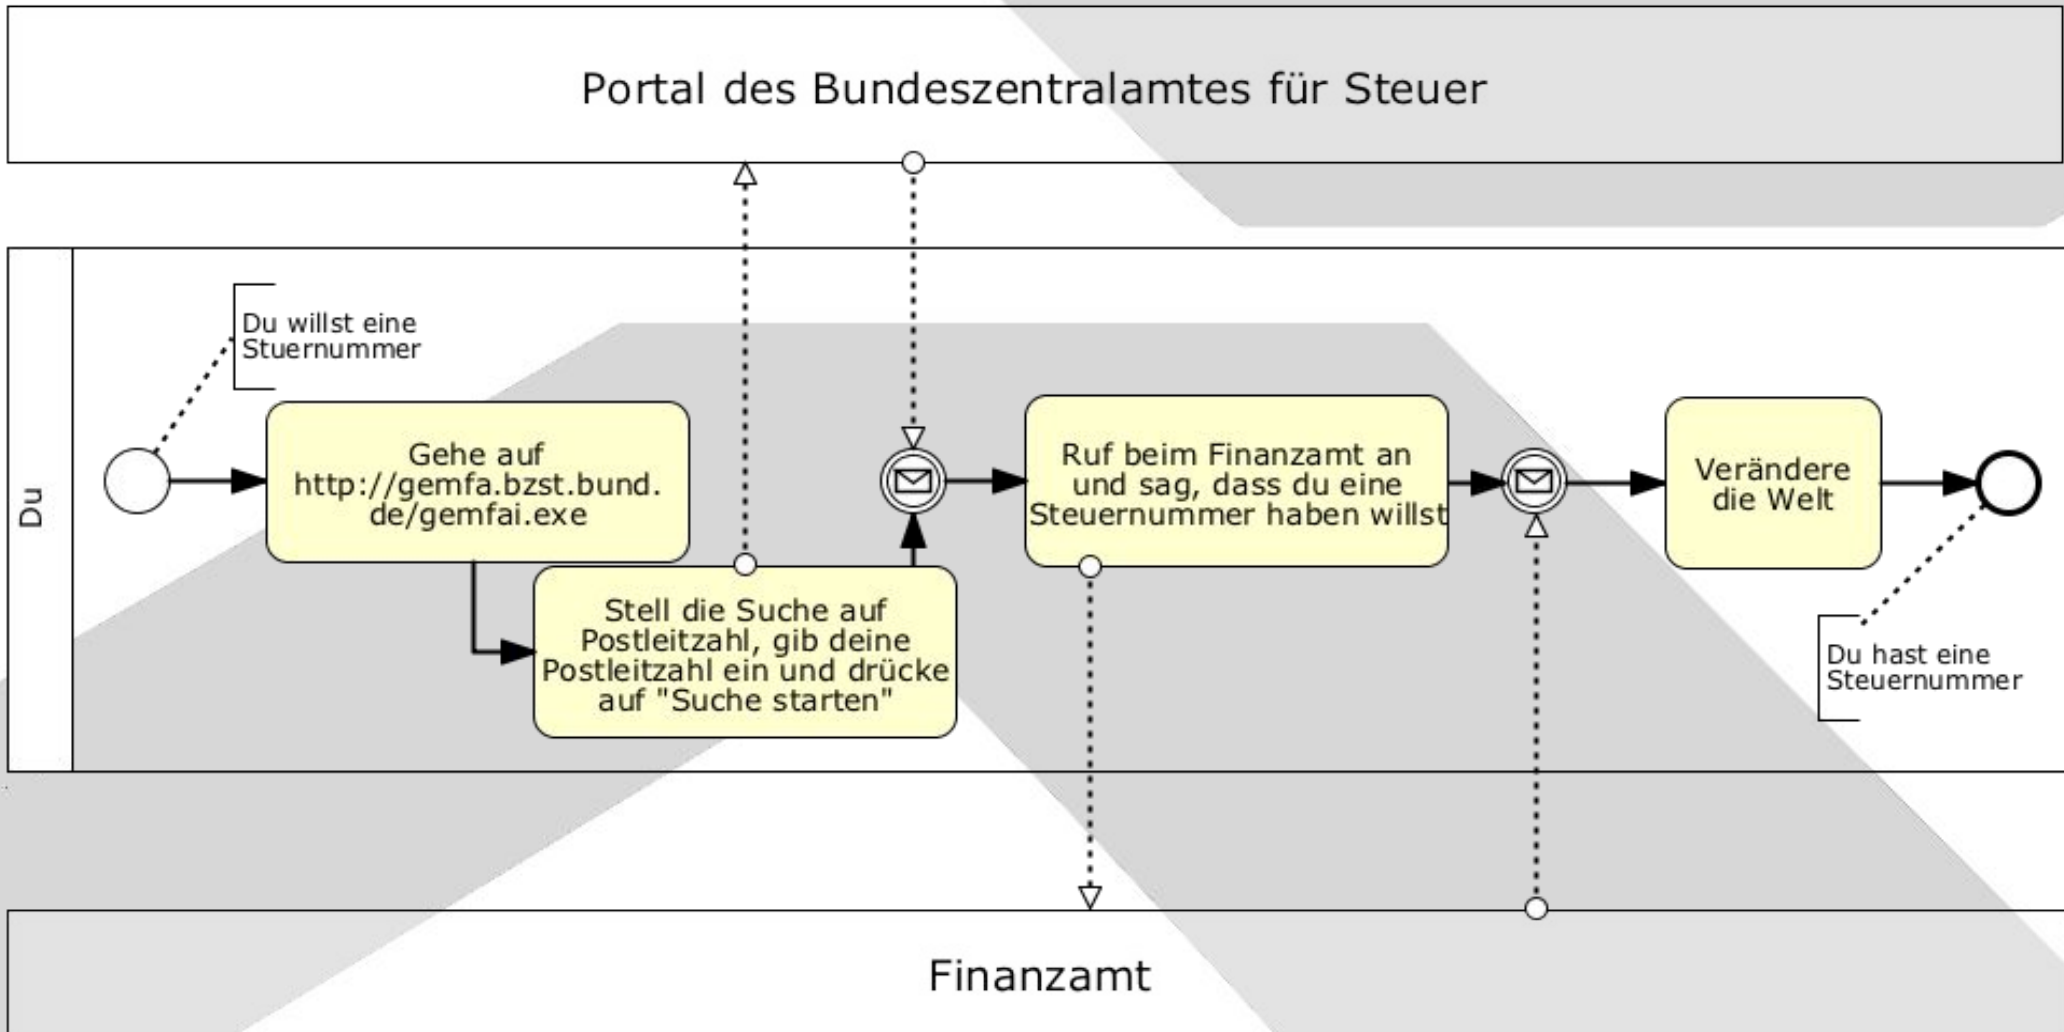 Portal des Bundeszentralamtes für Steuer
Du
Du willst eine
Stuernummer
Gehe auf
http://gemfa.bzst.bund.
de/gemfai.exe
Stell die Suche auf
Postleitzahl, gib deine
Postleitzahl ein und drücke
auf "Suche starten"
Ruf beim Finanzamt an
und sag, dass du eine
Steuernummer haben willst
Verändere
die Welt
Du hast eine
Steuernummer
Finanzamt